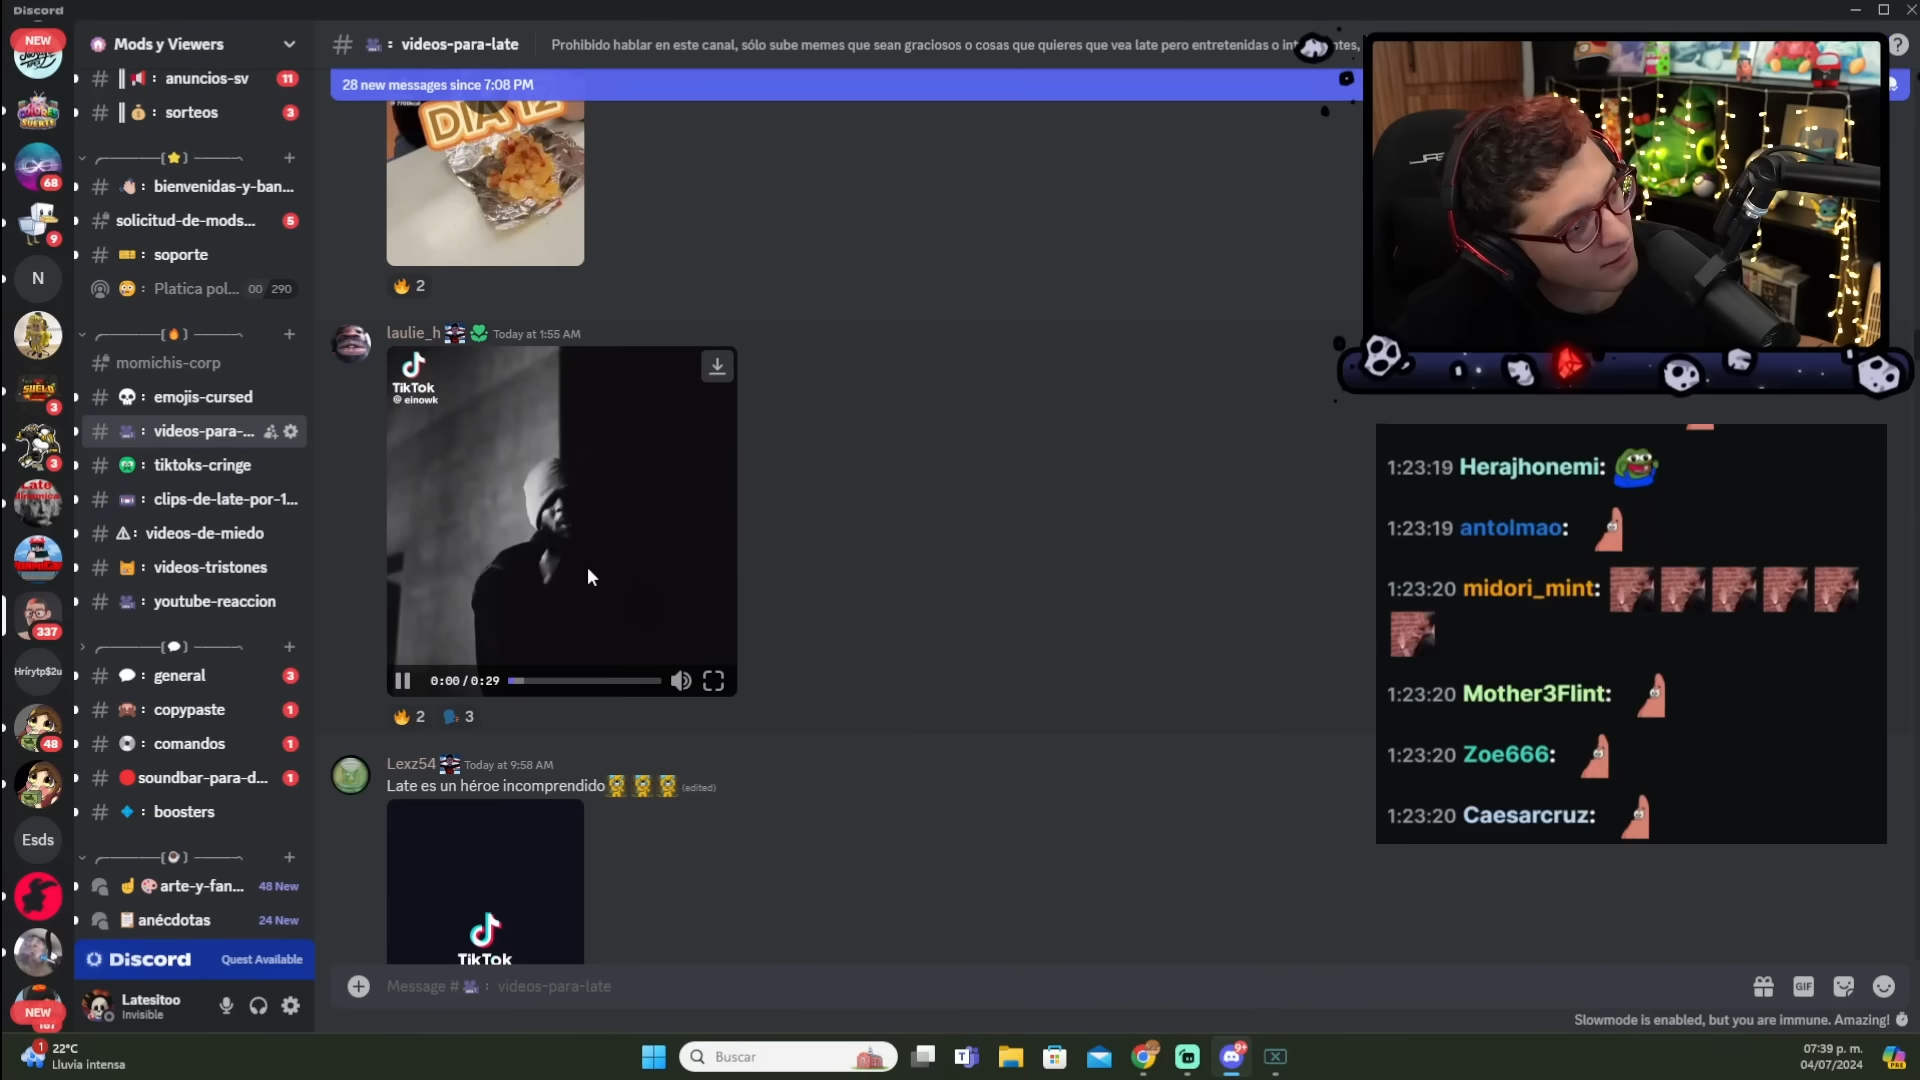 Discord
NEW
Mods y Viewers
# : videos-para-late
Prohibido hablar en este canal, sólo sube memes que sean graciosos o cosas que quieres que vea late pero entretenidas o
28 new messages since 7:08 PM
anuncios-sv 11
sorteos 3
bienvenidas-y-ban...
solicitud-de-mods... 5
soporte
Platica pol... 00 290
momichis-corp
emojis-cursed
videos-para-...
tiktoks-cringe
clips-de-late-por-1...
videos-de-miedo
videos-tristones
youtube-reaccion
general 3
copypaste 1
comandos 1
soundbar-para-d... 1
boosters
arte-y-fan... 48 New
anécdotas 24 New
Discord Quest Available
Latesitoo
Invisible
68
9
N
3
3
337
Hrirytp$2u
48
Esds
NEW
DIA 12
2
laulie_h Today at 1:55 AM
TikTok
@ einowk
0:00 / 0:29
2 3
Lexz54 Today at 9:58 AM
Late es un héroe incomprendido (edited)
TikTok
Message # : videos-para-late
GIF
Slowmode is enabled, but you are immune. Amazing!
1:23:19 Herajhonemi:
1:23:19 antolmao:
1:23:20 midori_mint:
1:23:20 Mother3Flint:
1:23:20 Zoe666:
1:23:20 Caesarcruz:
1
22°C
Lluvia intensa
Buscar
9+
07:39 p. m.
04/07/2024
PRE